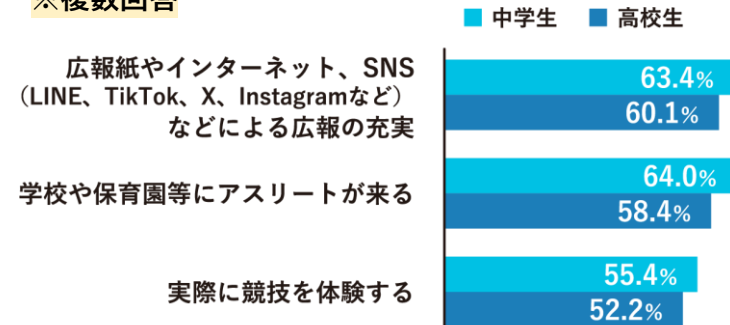 ※複数回答
中学生 高校生
広報紙やインターネット、SNS
（LINE、TikTok、X、Instagramなど）
などによる広報の充実
63.4%
60.1%
学校や保育園等にアスリートが来る
64.0%
58.4%
実際に競技を体験する
55.4%
52.2%